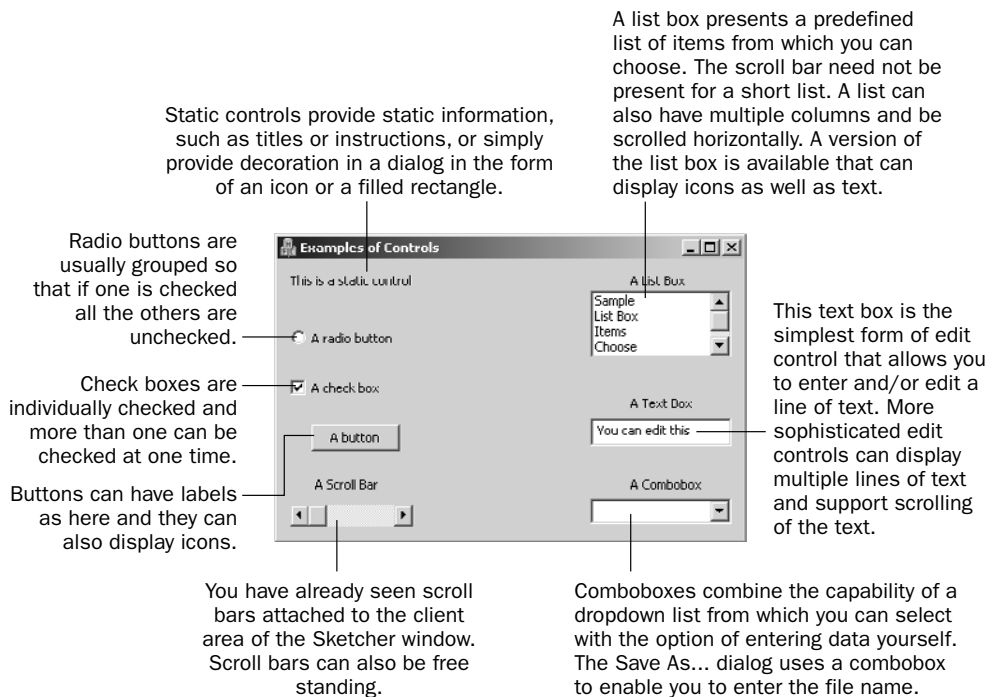 A list box presents a predefined
list of items from which you can
choose. The scroll bar need not be
present for a short list. A list can
also have multiple columns and be
scrolled horizontally. A version of
the list box is available that can
display icons as well as text.
Static controls provide static information,
such as titles or instructions, or simply
provide decoration in a dialog in the form
of an icon or a filled rectangle.
Radio buttons are
usually grouped so
that if one is checked
all the others are
unchecked.
Check boxes are
individually checked and
more than one can be
checked at one time.
Buttons can have labels
as here and they can
also display icons.
Examples of Controls
This is a static control
A radio button
A check box
A button
A Scroll Bar
A List Box
Sample
List Box
Items
Choose
A Text Box
You can edit this
A Combobox
This text box is the
simplest form of edit
control that allows you
to enter and/or edit a
line of text. More
sophisticated edit
controls can display
multiple lines of text
and support scrolling
of the text.
You have already seen scroll
bars attached to the client
area of the Sketcher window.
Scroll bars can also be free
standing.
Comboboxes combine the capability of a
dropdown list from which you can select
with the option of entering data yourself.
The Save As... dialog uses a combobox
to enable you to enter the file name.